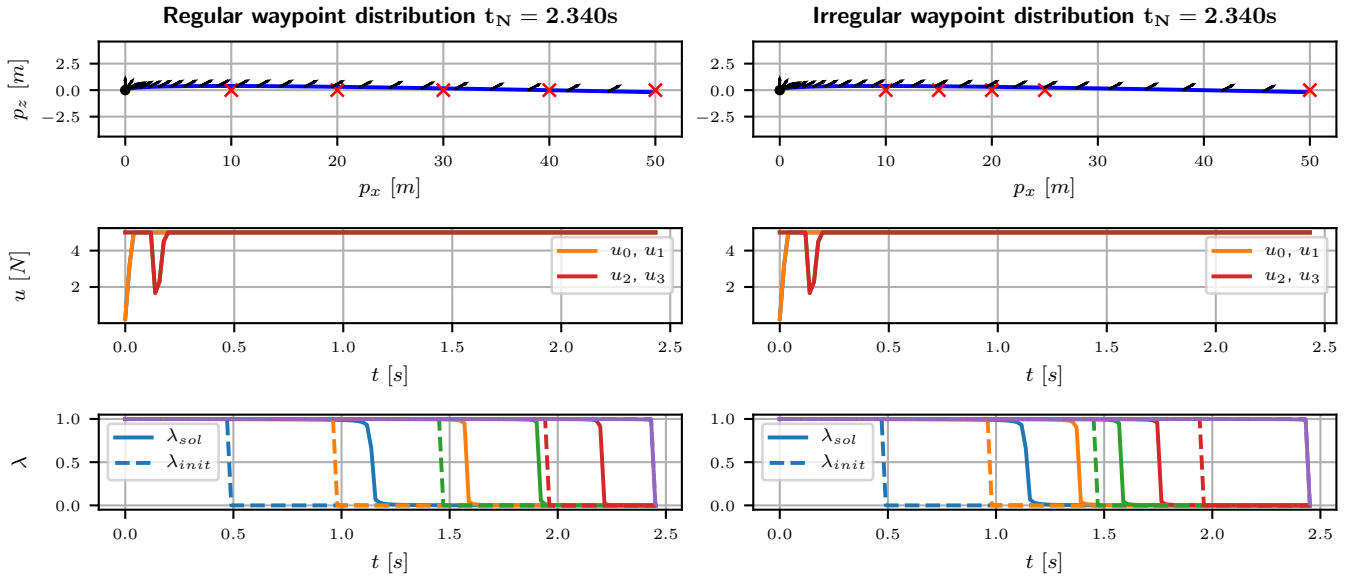 Regular waypoint distribution t_N = 2.340s
Irregular waypoint distribution t_N = 2.340s
p_z [m]
2.5
0.0
−2.5
0 10 20 30 40 50
p_x [m]
2.5
0.0
−2.5
0 10 20 30 40 50
p_x [m]
u [N]
4
2
u_0, u_1
u_2, u_3
0.0 0.5 1.0 1.5 2.0 2.5
t [s]
4
2
u_0, u_1
u_2, u_3
0.0 0.5 1.0 1.5 2.0 2.5
t [s]
λ
1.0
0.5
0.0
λ_sol
λ_init
0.0 0.5 1.0 1.5 2.0 2.5
t [s]
1.0
0.5
0.0
λ_sol
λ_init
0.0 0.5 1.0 1.5 2.0 2.5
t [s]